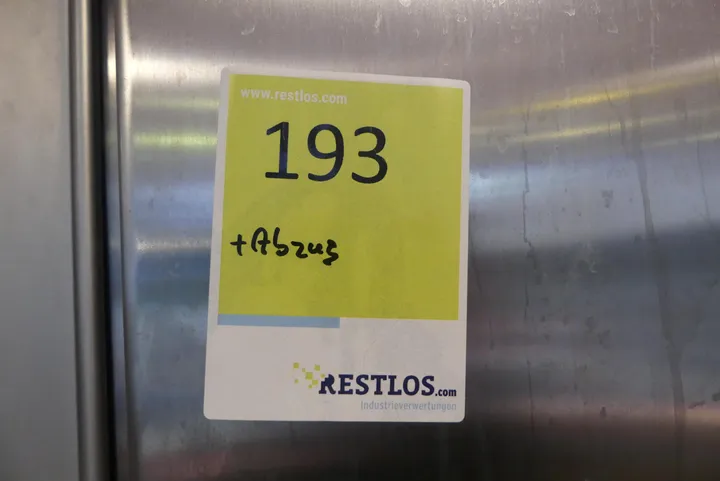 www.restlos.com
193
+Abzug
RESTLOS.com
Industrieverwertungen